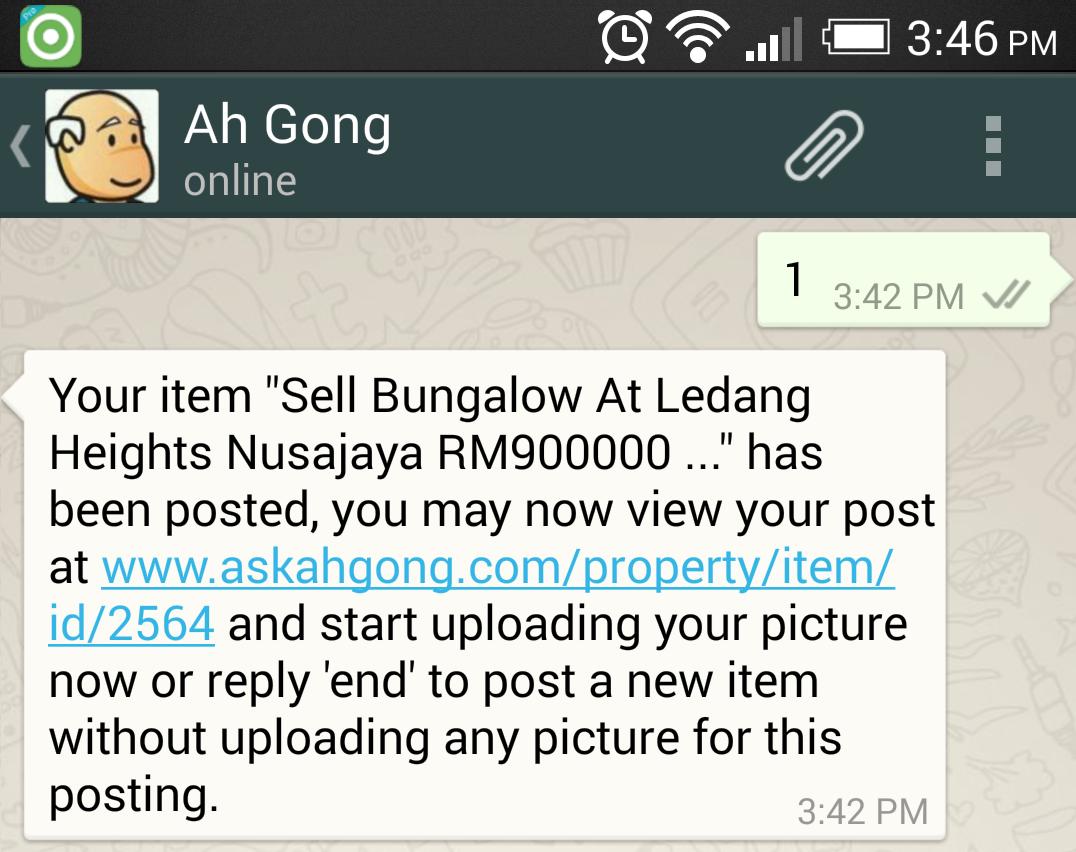 Pro
3:46 PM
Ah Gong
online
1
3:42 PM
Your item "Sell Bungalow At Ledang
Heights Nusajaya RM900000 ..." has
been posted, you may now view your post
at www.askahgong.com/property/item/
id/2564 and start uploading your picture
now or reply 'end' to post a new item
without uploading any picture for this
posting.
3:42 PM